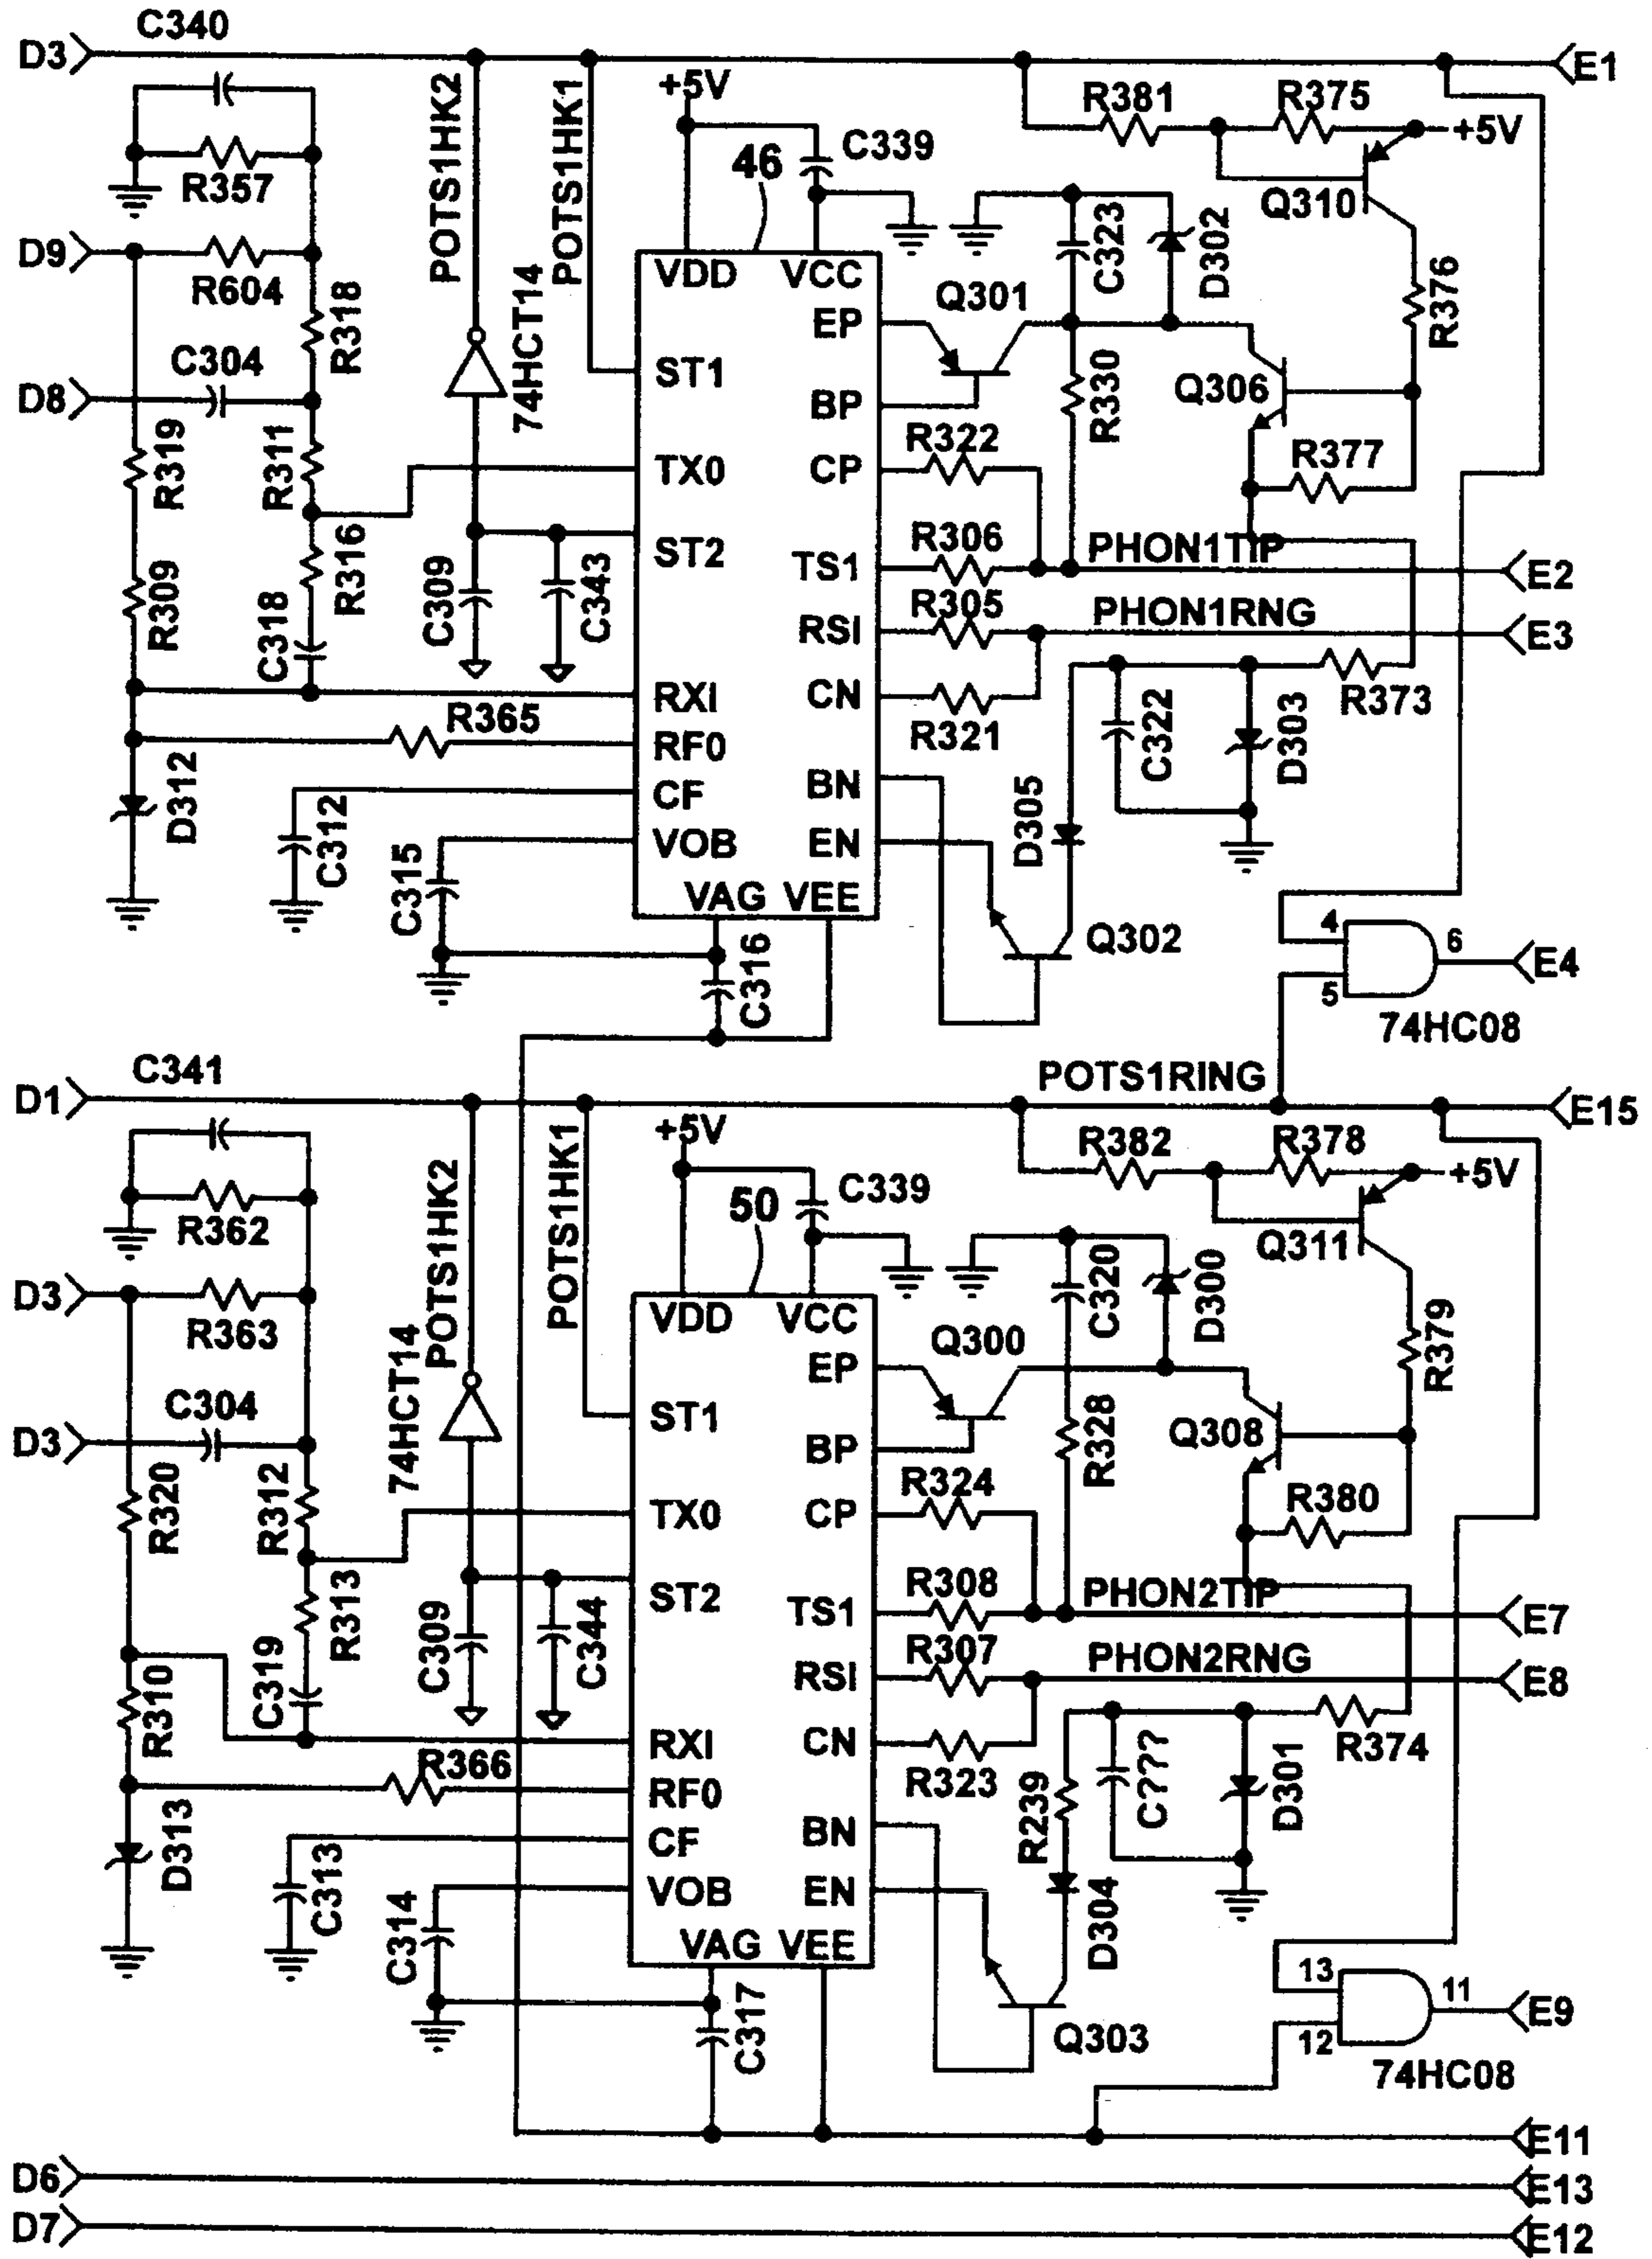 C340
D3
E1
POTS1HK2
POTS1HK1
+5V
R381
R375
+5V
46
C339
R357
Q310
D9
R604
R318
C323
D302
R376
VDD
VCC
Q301
EP
74HCT14
C304
D8
ST1
BP
Q306
R330
R319
R311
TX0
CP
R322
R377
R316
ST2
R306
TS1
PHON1TIP
E2
R309
C318
C309
C343
R305
RSI
PHON1RNG
E3
RXI
CN
R321
R373
R365
RF0
C322
D303
D312
CF
BN
C312
VOB
EN
D305
C315
VAG
VEE
C316
Q302
4
5
6
E4
74HC08
C341
D1
POTS1RING
E15
POTS1HK2
POTS1HK1
+5V
R382
R378
+5V
50
C339
R362
Q311
D3
R363
C320
D300
R379
VDD
VCC
Q300
EP
74HCT14
C304
D3
ST1
BP
Q308
R328
R320
R312
TX0
CP
R324
R380
R313
ST2
R308
TS1
PHON2TIP
E7
R310
C319
C309
C344
R307
RSI
PHON2RNG
E8
RXI
CN
R323
R374
R366
RF0
R239
C???
D301
D313
CF
BN
C313
VOB
EN
D304
C314
VAG
VEE
C317
Q303
13
12
11
E9
74HC08
E11
D6
E13
D7
E12